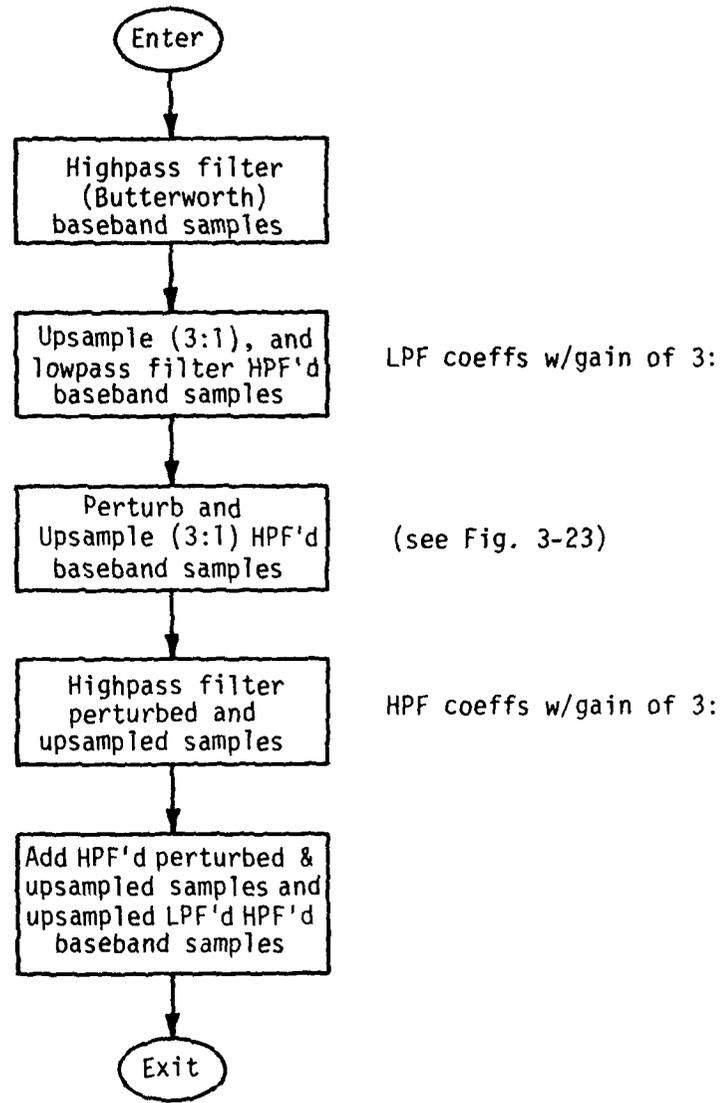 Enter
Highpass filter
(Butterworth)
baseband samples
Upsample (3:1), and
lowpass filter HPF'd
baseband samples
LPF coeffs w/gain of 3:
Perturb and
Upsample (3:1) HPF'd
baseband samples
(see Fig. 3-23)
Highpass filter
perturbed and
upsampled samples
HPF coeffs w/gain of 3:
Add HPF'd perturbed &
upsampled samples and
upsampled LPF'd HPF'd
baseband samples
Exit